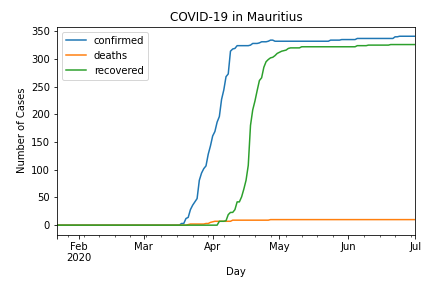 COVID-19 in Mauritius
confirmed
deaths
recovered
Number of Cases
350
300
250
200
150
100
50
0
Feb
2020
Mar
Apr
May
Jun
Jul
Day